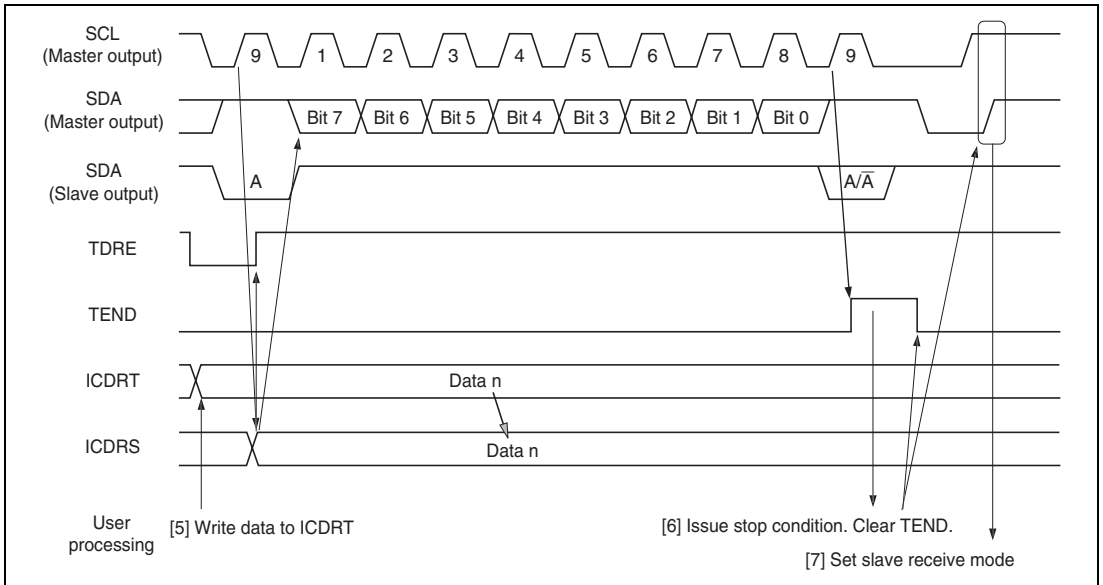 SCL
(Master output)
9 1 2 3 4 5 6 7 8 9
SDA
(Master output)
Bit 7 Bit 6 Bit 5 Bit 4 Bit 3 Bit 2 Bit 1 Bit 0
SDA
(Slave output)
A A/A̅
TDRE
TEND
ICDRT
Data n
ICDRS
Data n
User
processing
[5] Write data to ICDRT
[6] Issue stop condition. Clear TEND.
[7] Set slave receive mode